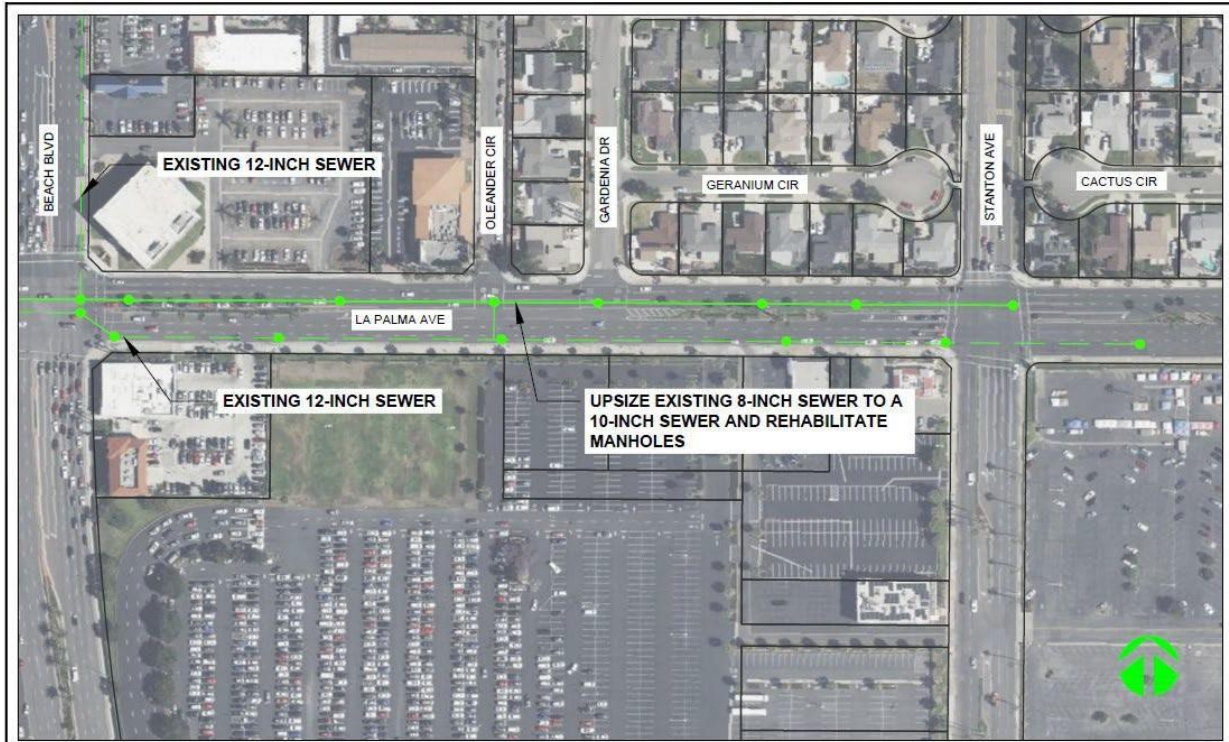 BEACH BLVD
EXISTING 12-INCH SEWER
OLEANDER CIR
GARDENIA DR
GERANIUM CIR
STANTON AVE
CACTUS CIR
LA PALMA AVE
EXISTING 12-INCH SEWER
UPSIZE EXISTING 8-INCH SEWER TO A
10-INCH SEWER AND REHABILITATE
MANHOLES